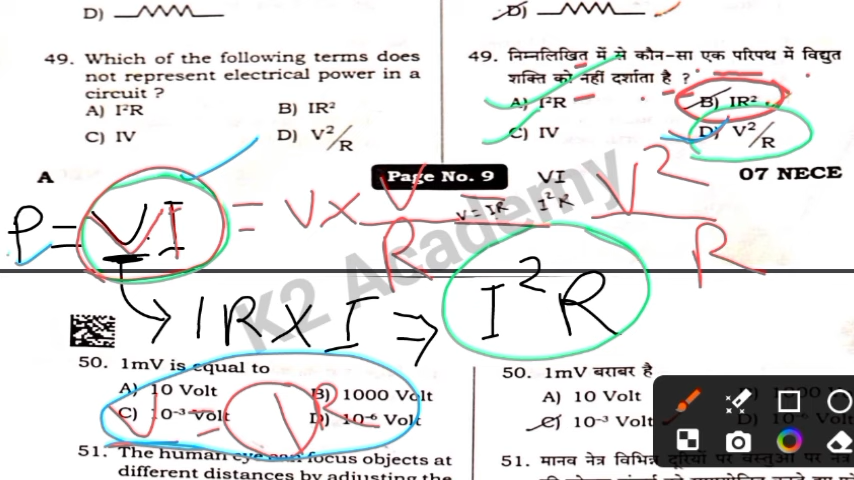 D)
49. Which of the following terms does
not represent electrical power in a
circuit ?
A) I²R B) IR²
C) IV D) V²/R
D)
49. निम्नलिखित में से कौन-सा एक परिपथ में विद्युत
शक्ति को नहीं दर्शाता है ?
A) I²R B) IR²
C) IV D) V²/R
A
Page No. 9
07 NECE
VI
V = IR I²R
P = VI = V × V/R V²/R
→ IR × I ⇒ I²R
K2 Academy
50. 1mV is equal to
A) 10 Volt B) 1000 Volt
C) 10⁻³ Volt D) 10⁻⁶ Volt
V = R
50. 1mV बराबर है
A) 10 Volt
C) 10⁻³ Volt D) 10⁻⁶ Volt
51. The human eye can focus objects at
different distances by adjusting the
51. मानव नेत्र विभिन्न दूरियों पर वस्तुओं पर